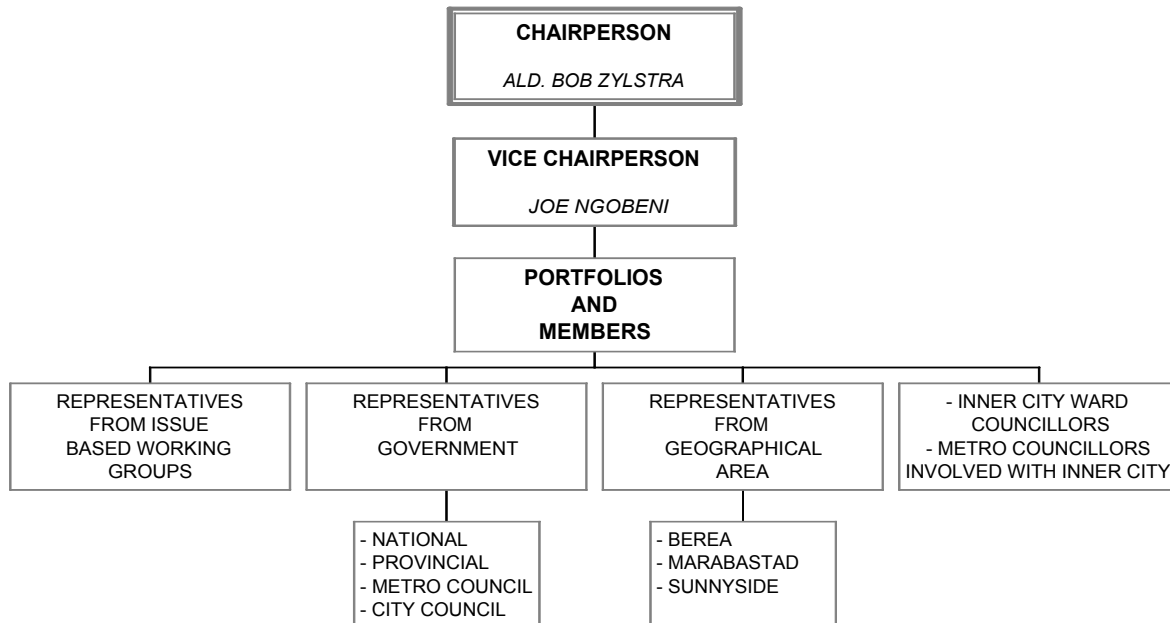 CHAIRPERSON
ALD. BOB ZYLSTRA
VICE CHAIRPERSON
JOE NGOBENI
PORTFOLIOS
AND
MEMBERS
REPRESENTATIVES
FROM ISSUE
BASED WORKING
GROUPS
REPRESENTATIVES
FROM
GOVERNMENT
REPRESENTATIVES
FROM
GEOGRAPHICAL
AREA
- INNER CITY WARD
COUNCILLORS
- METRO COUNCILLORS
INVOLVED WITH INNER CITY
- NATIONAL
- PROVINCIAL
- METRO COUNCIL
- CITY COUNCIL
- BEREA
- MARABASTAD
- SUNNYSIDE